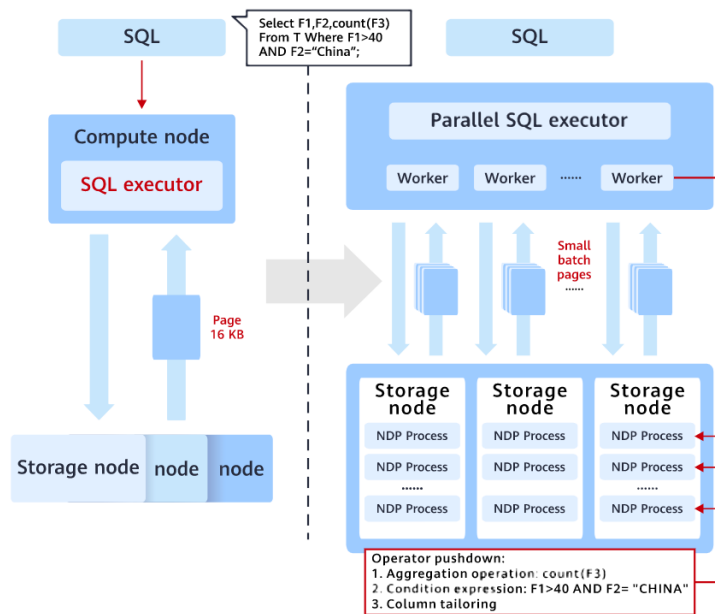 SQL
Select F1,F2,count(F3)
From T Where F1>40
AND F2=“China”;
SQL
Compute node
SQL executor
Page
16 KB
Storage node
node
node
Parallel SQL executor
Worker
Worker
......
Worker
Small
batch
pages
......
Storage
node
NDP Process
NDP Process
......
NDP Process
Storage
node
NDP Process
NDP Process
NDP Process
Storage
node
NDP Process
NDP Process
......
NDP Process
Operator pushdown:
1. Aggregation operation: count(F3)
2. Condition expression: F1>40 AND F2= "CHINA"
3. Column tailoring